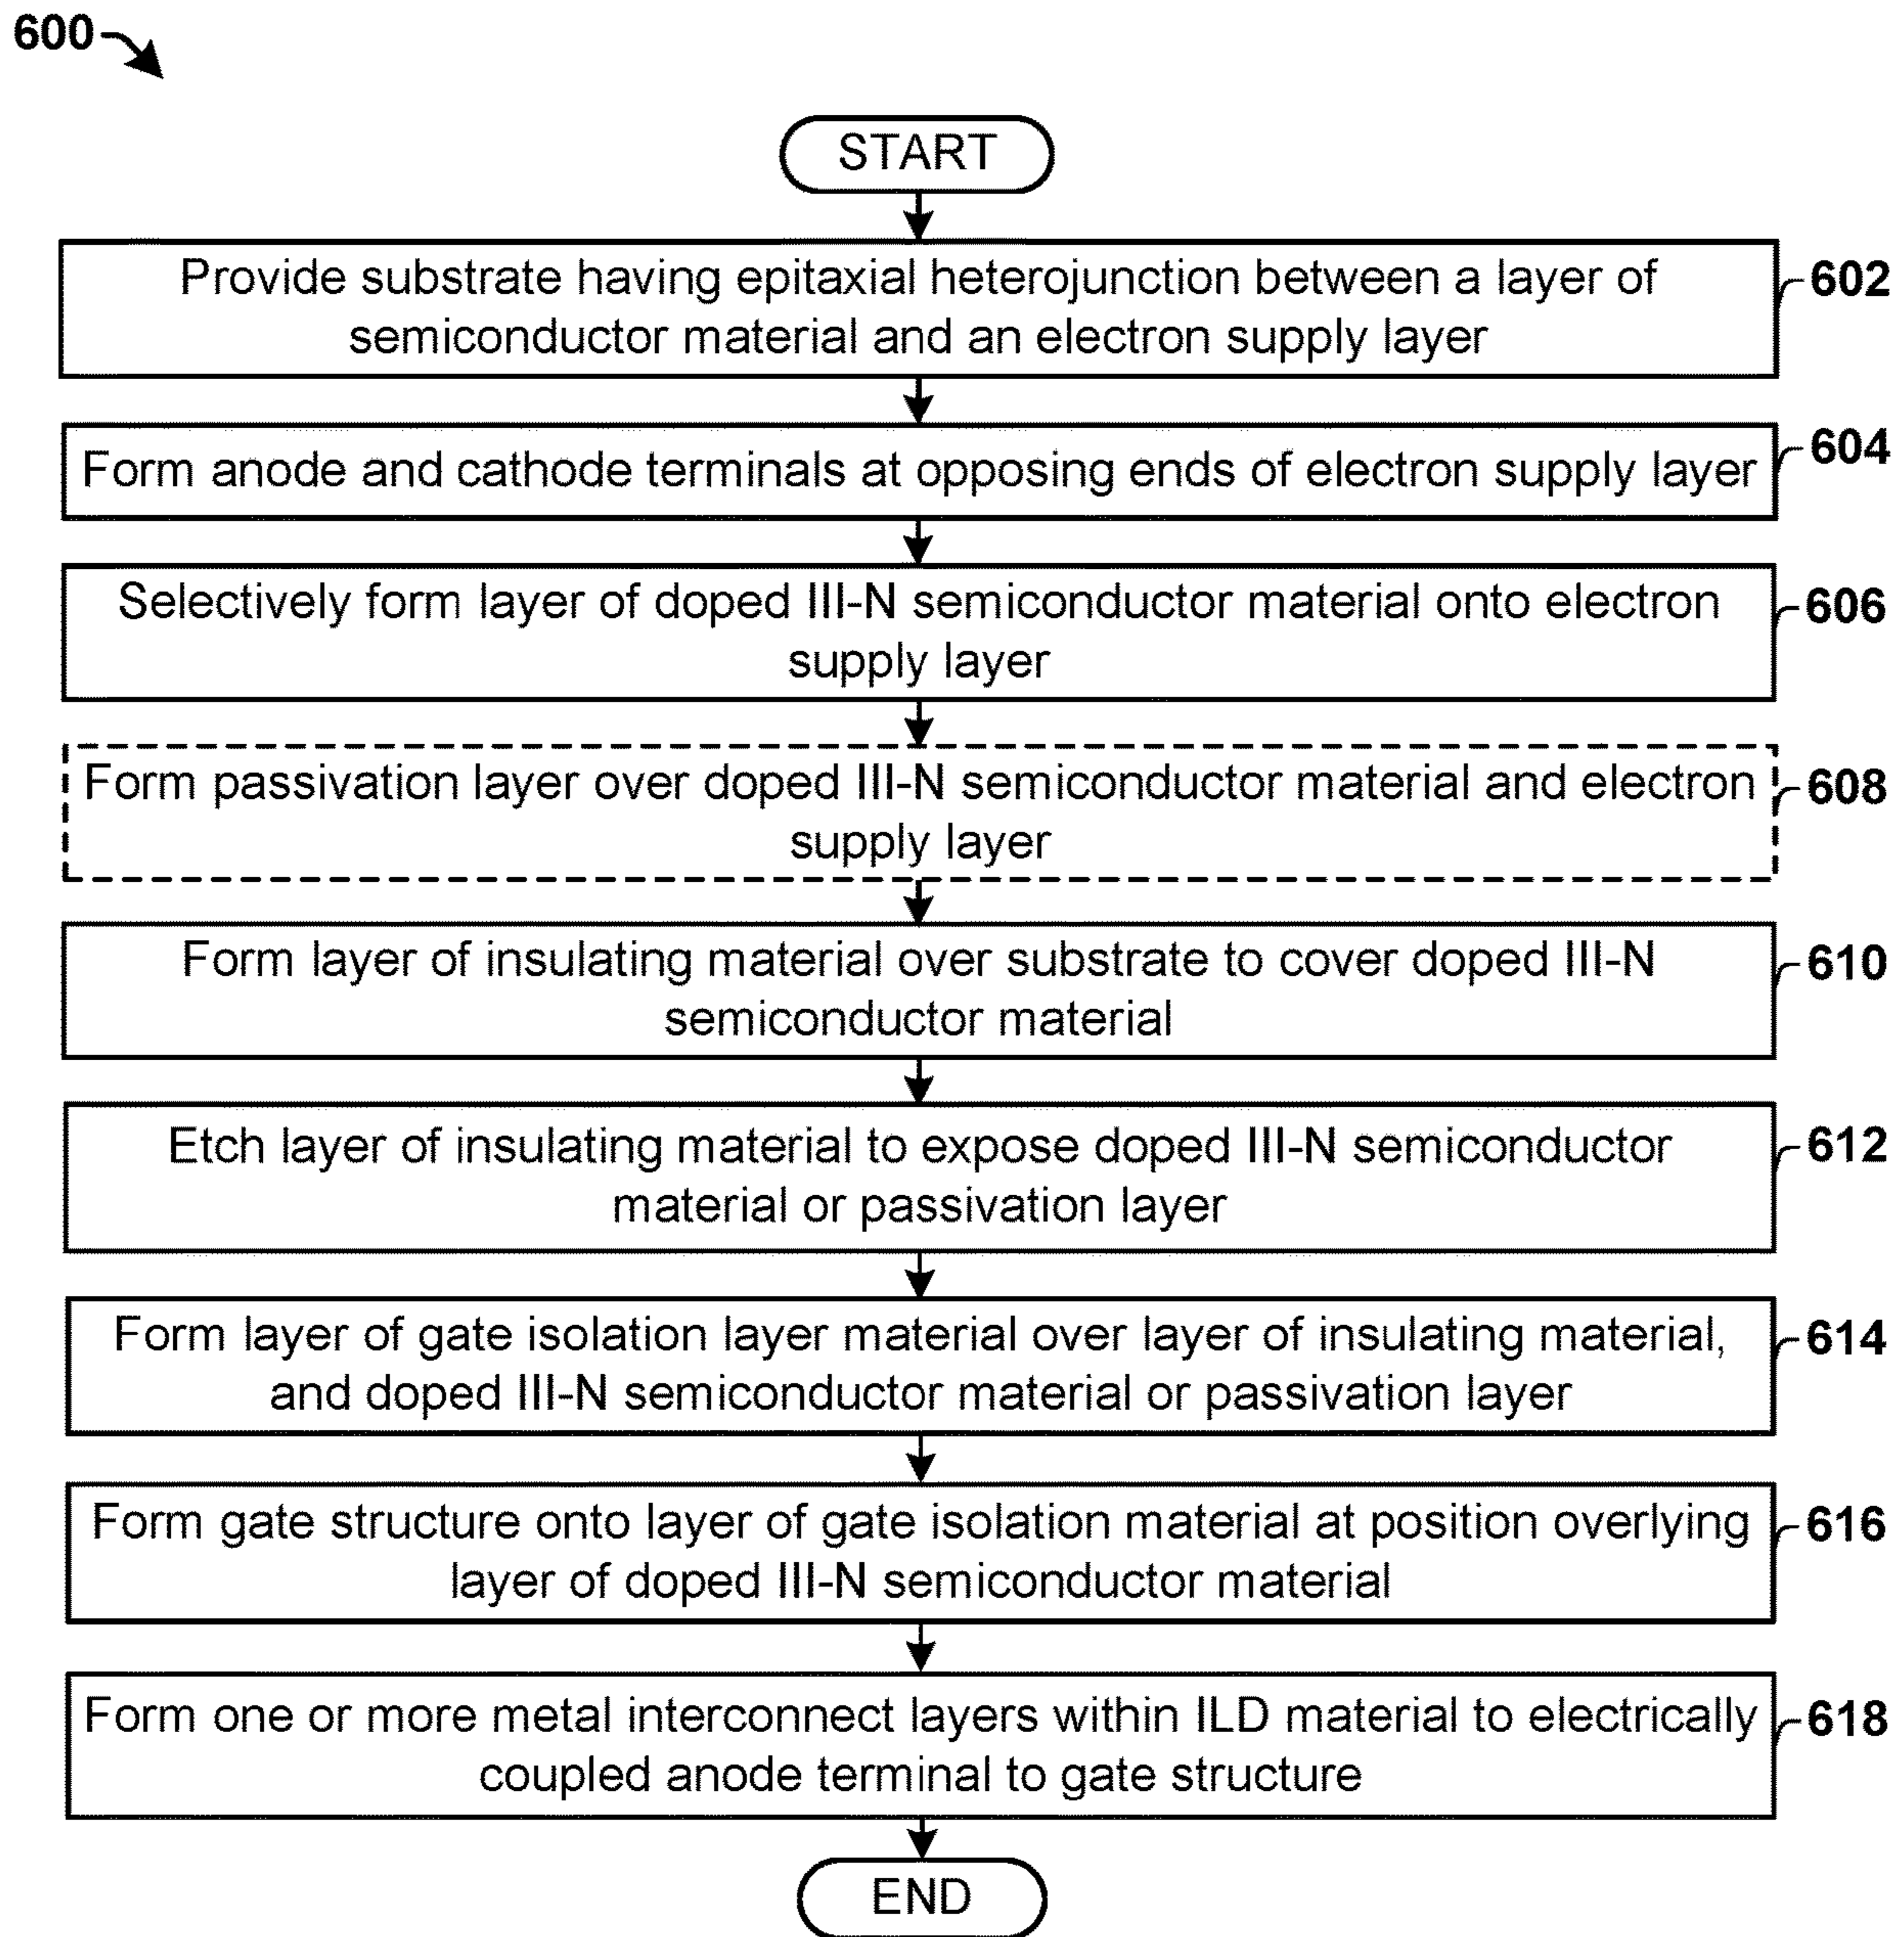 600
START
Provide substrate having epitaxial heterojunction between a layer of
semiconductor material and an electron supply layer
602
Form anode and cathode terminals at opposing ends of electron supply layer
604
Selectively form layer of doped III-N semiconductor material onto electron
supply layer
606
Form passivation layer over doped III-N semiconductor material and electron
supply layer
608
Form layer of insulating material over substrate to cover doped III-N
semiconductor material
610
Etch layer of insulating material to expose doped III-N semiconductor
material or passivation layer
612
Form layer of gate isolation layer material over layer of insulating material,
and doped III-N semiconductor material or passivation layer
614
Form gate structure onto layer of gate isolation material at position overlying
layer of doped III-N semiconductor material
616
Form one or more metal interconnect layers within ILD material to electrically
coupled anode terminal to gate structure
618
END